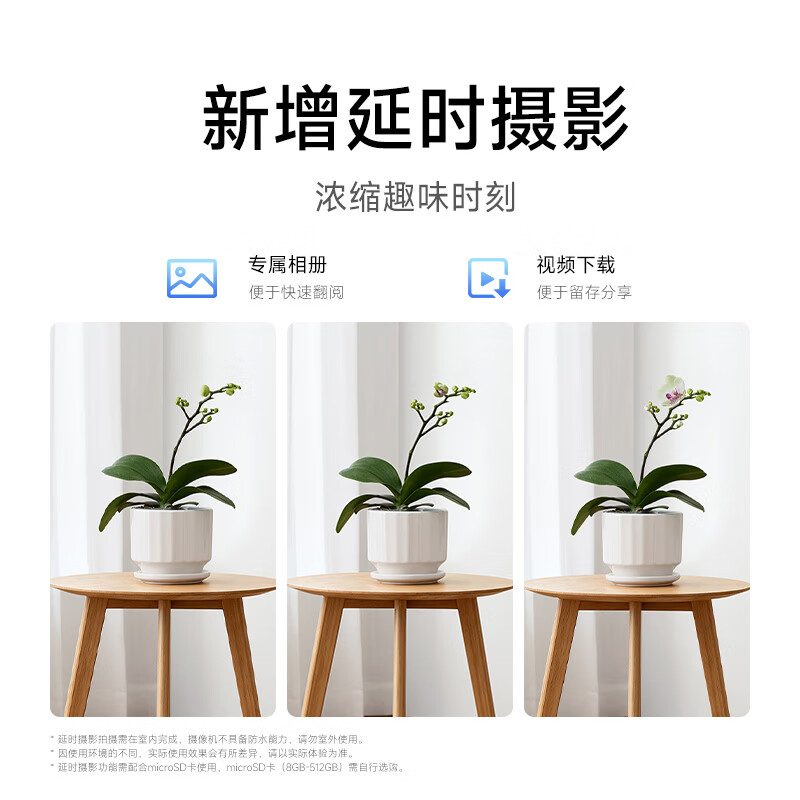 新增延时摄影
浓缩趣味时刻
专属相册
便于快速翻阅
视频下载
便于留存分享
* 延时摄影拍摄需在室内完成，摄像机不具备防水能力，请勿室外使用。
* 因使用环境的不同，实际使用效果会有所差异，请以实际体验为准。
* 延时摄影功能需配合microSD卡使用，microSD卡（8GB-512GB）需自行选购。